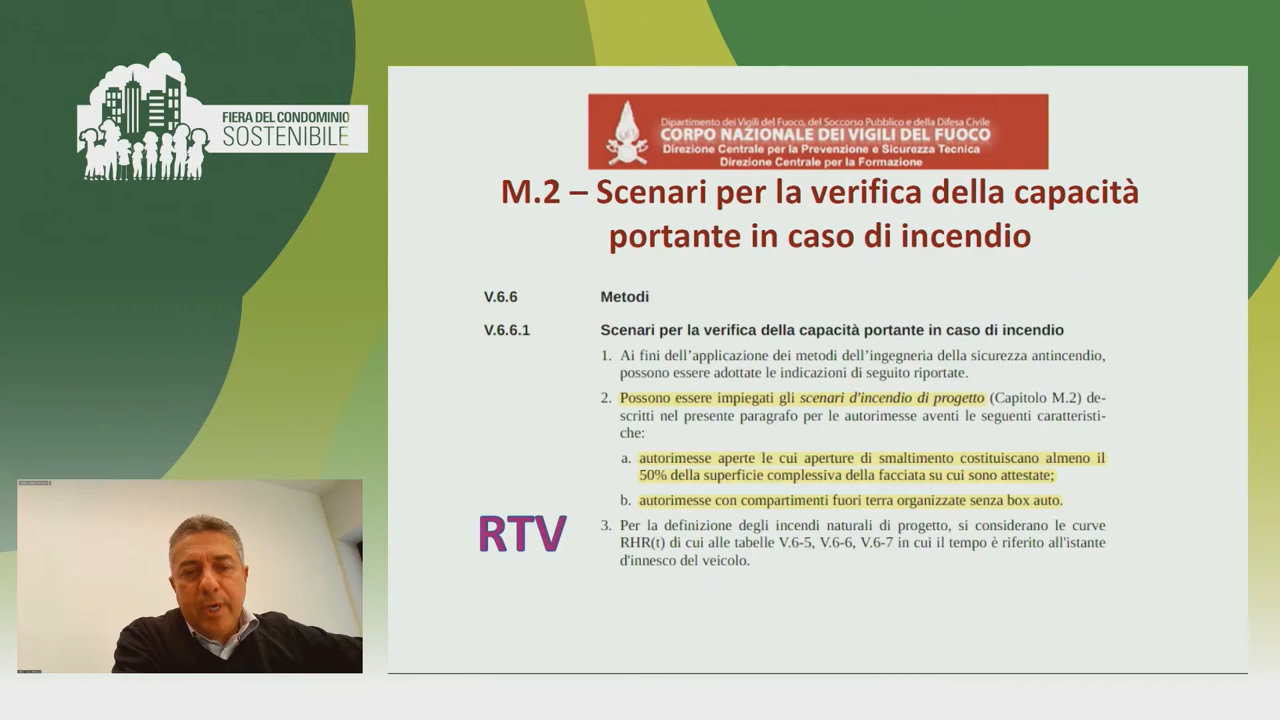 FIERA DEL CONDOMINIO
SOSTENIBILE
Dipartimento dei Vigili del Fuoco, del Soccorso Pubblico e della Difesa Civile
CORPO NAZIONALE DEI VIGILI DEL FUOCO
Direzione Centrale per la Prevenzione e Sicurezza Tecnica
Direzione Centrale per la Formazione
M.2 – Scenari per la verifica della capacità
portante in caso di incendio
V.6.6 Metodi
V.6.6.1 Scenari per la verifica della capacità portante in caso di incendio
1. Ai fini dell'applicazione dei metodi dell'ingegneria della sicurezza antincendio,
possono essere adottate le indicazioni di seguito riportate.
2. Possono essere impiegati gli scenari d'incendio di progetto (Capitolo M.2) de-
scritti nel presente paragrafo per le autorimesse aventi le seguenti caratteristi-
che:
a. autorimesse aperte le cui aperture di smaltimento costituiscano almeno il
50% della superficie complessiva della facciata su cui sono attestate;
b. autorimesse con compartimenti fuori terra organizzate senza box auto.
3. Per la definizione degli incendi naturali di progetto, si considerano le curve
RHR(t) di cui alle tabelle V.6-5, V.6-6, V.6-7 in cui il tempo è riferito all'istante
d'innesco del veicolo.
RTV